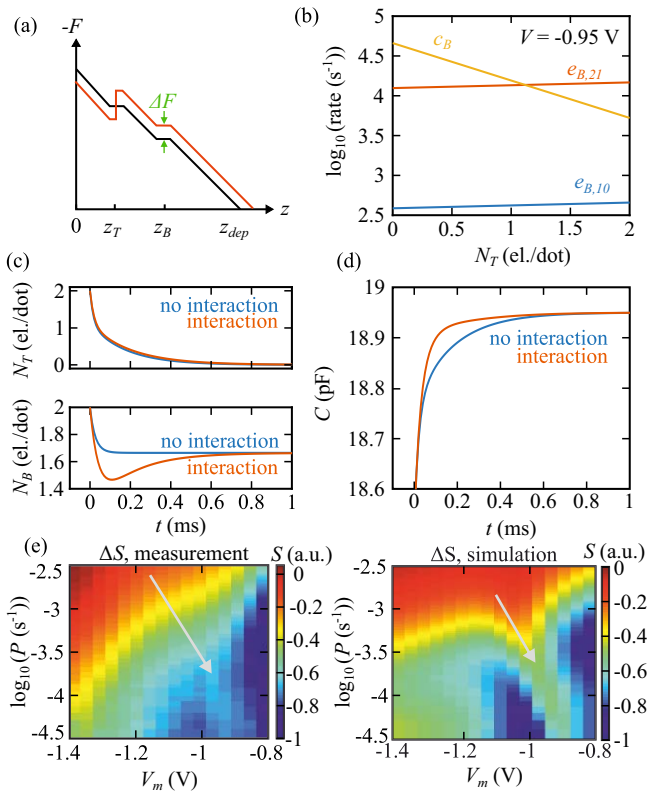 (a)
-F
ΔF
0
z_T
z_B
z_dep
z
(b)
V = -0.95 V
c_B
e_B,21
e_B,10
log10(rate (s⁻¹))
5
4.5
4
3.5
3
2.5
0
0.5
1
1.5
2
N_T (el./dot)
(c)
no interaction
interaction
N_T (el./dot)
2
1
0
no interaction
interaction
N_B (el./dot)
2
1.8
1.6
1.4
0
0.2
0.4
0.6
0.8
1
t (ms)
(d)
no interaction
interaction
C (pF)
19
18.9
18.8
18.7
18.6
0
0.2
0.4
0.6
0.8
1
t (ms)
(e)
ΔS, measurement
S (a.u.)
log10(P (s⁻¹))
-2.5
-3
-3.5
-4
-4.5
-1.4
-1.2
-1
-0.8
V_m (V)
0
-0.2
-0.4
-0.6
-0.8
-1
ΔS, simulation
S (a.u.)
log10(P (s⁻¹))
-2.5
-3
-3.5
-4
-4.5
-1.4
-1.2
-1
-0.8
V_m (V)
0
-0.2
-0.4
-0.6
-0.8
-1